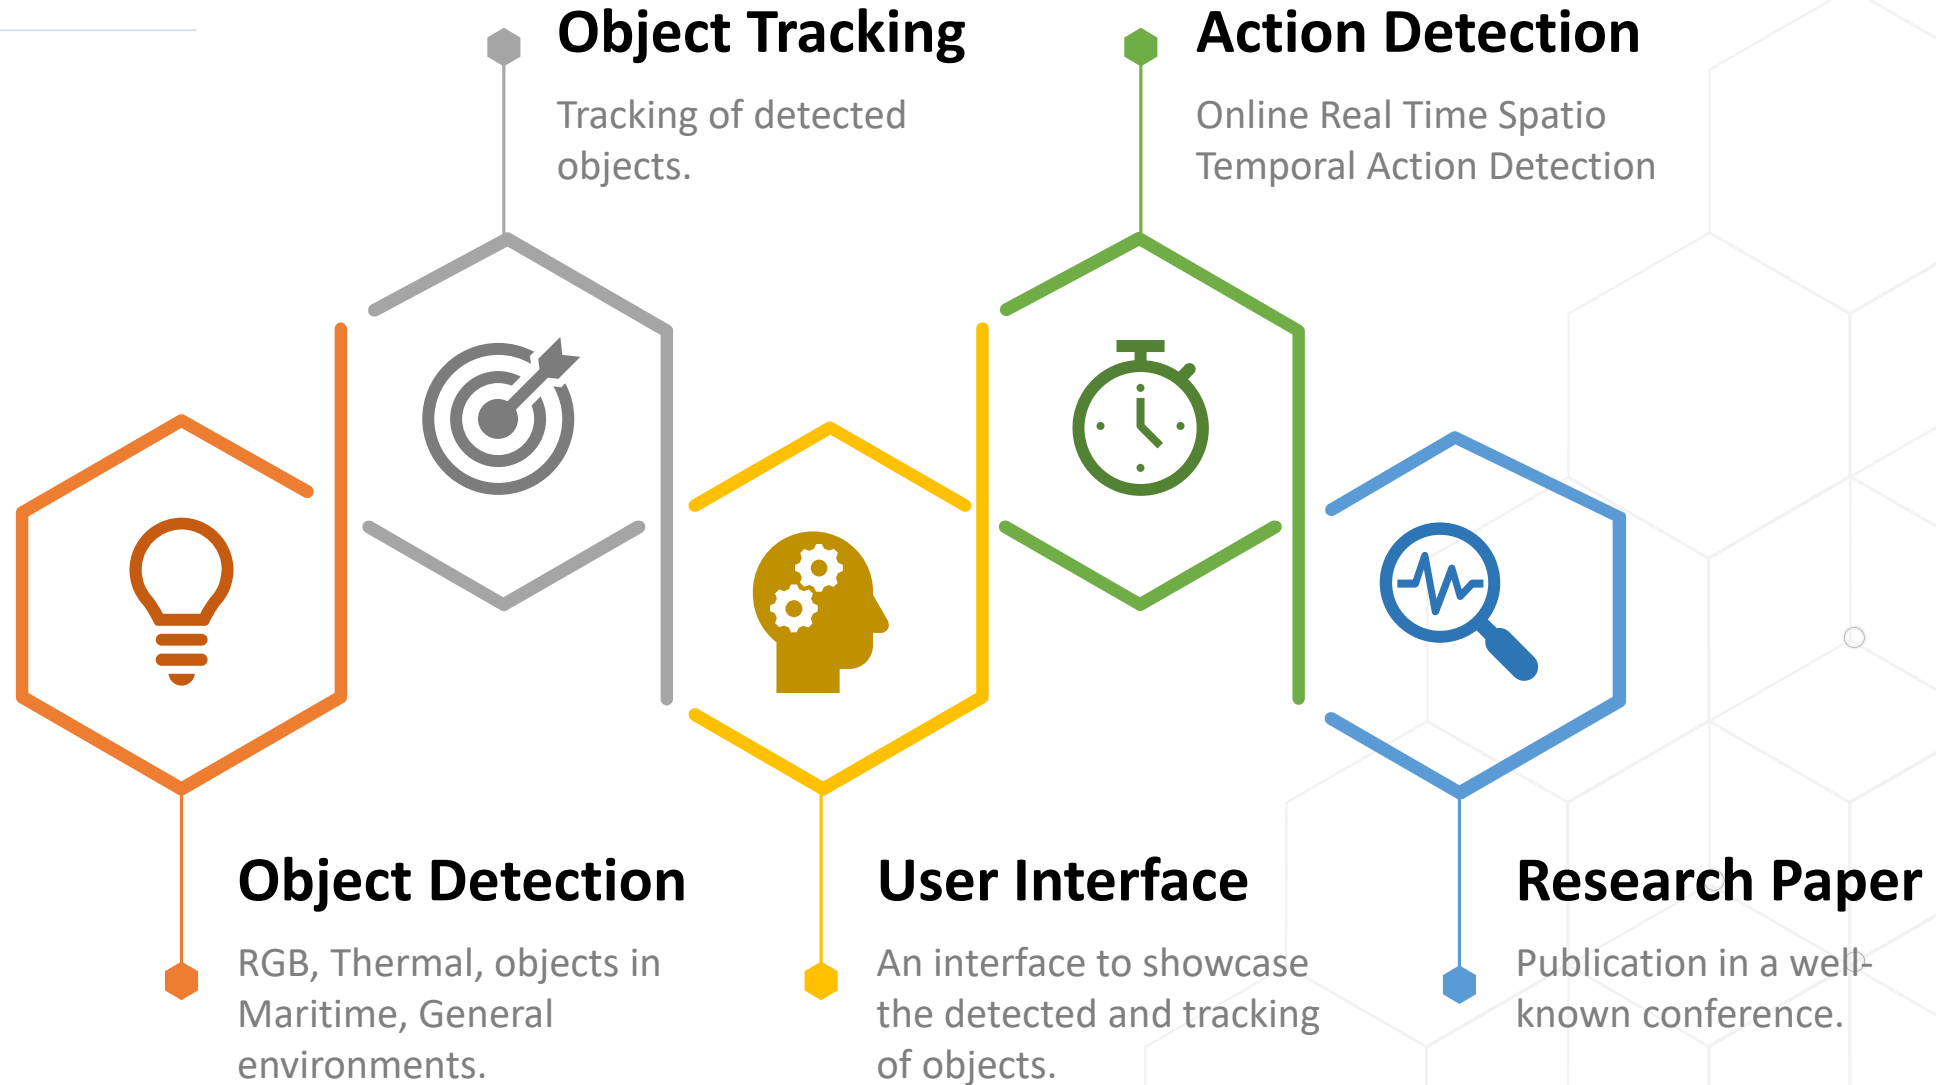 Object Tracking
Tracking of detected
objects.
Action Detection
Online Real Time Spatio
Temporal Action Detection
Object Detection
RGB, Thermal, objects in
Maritime, General
environments.
User Interface
An interface to showcase
the detected and tracking
of objects.
Research Paper
Publication in a well-
known conference.